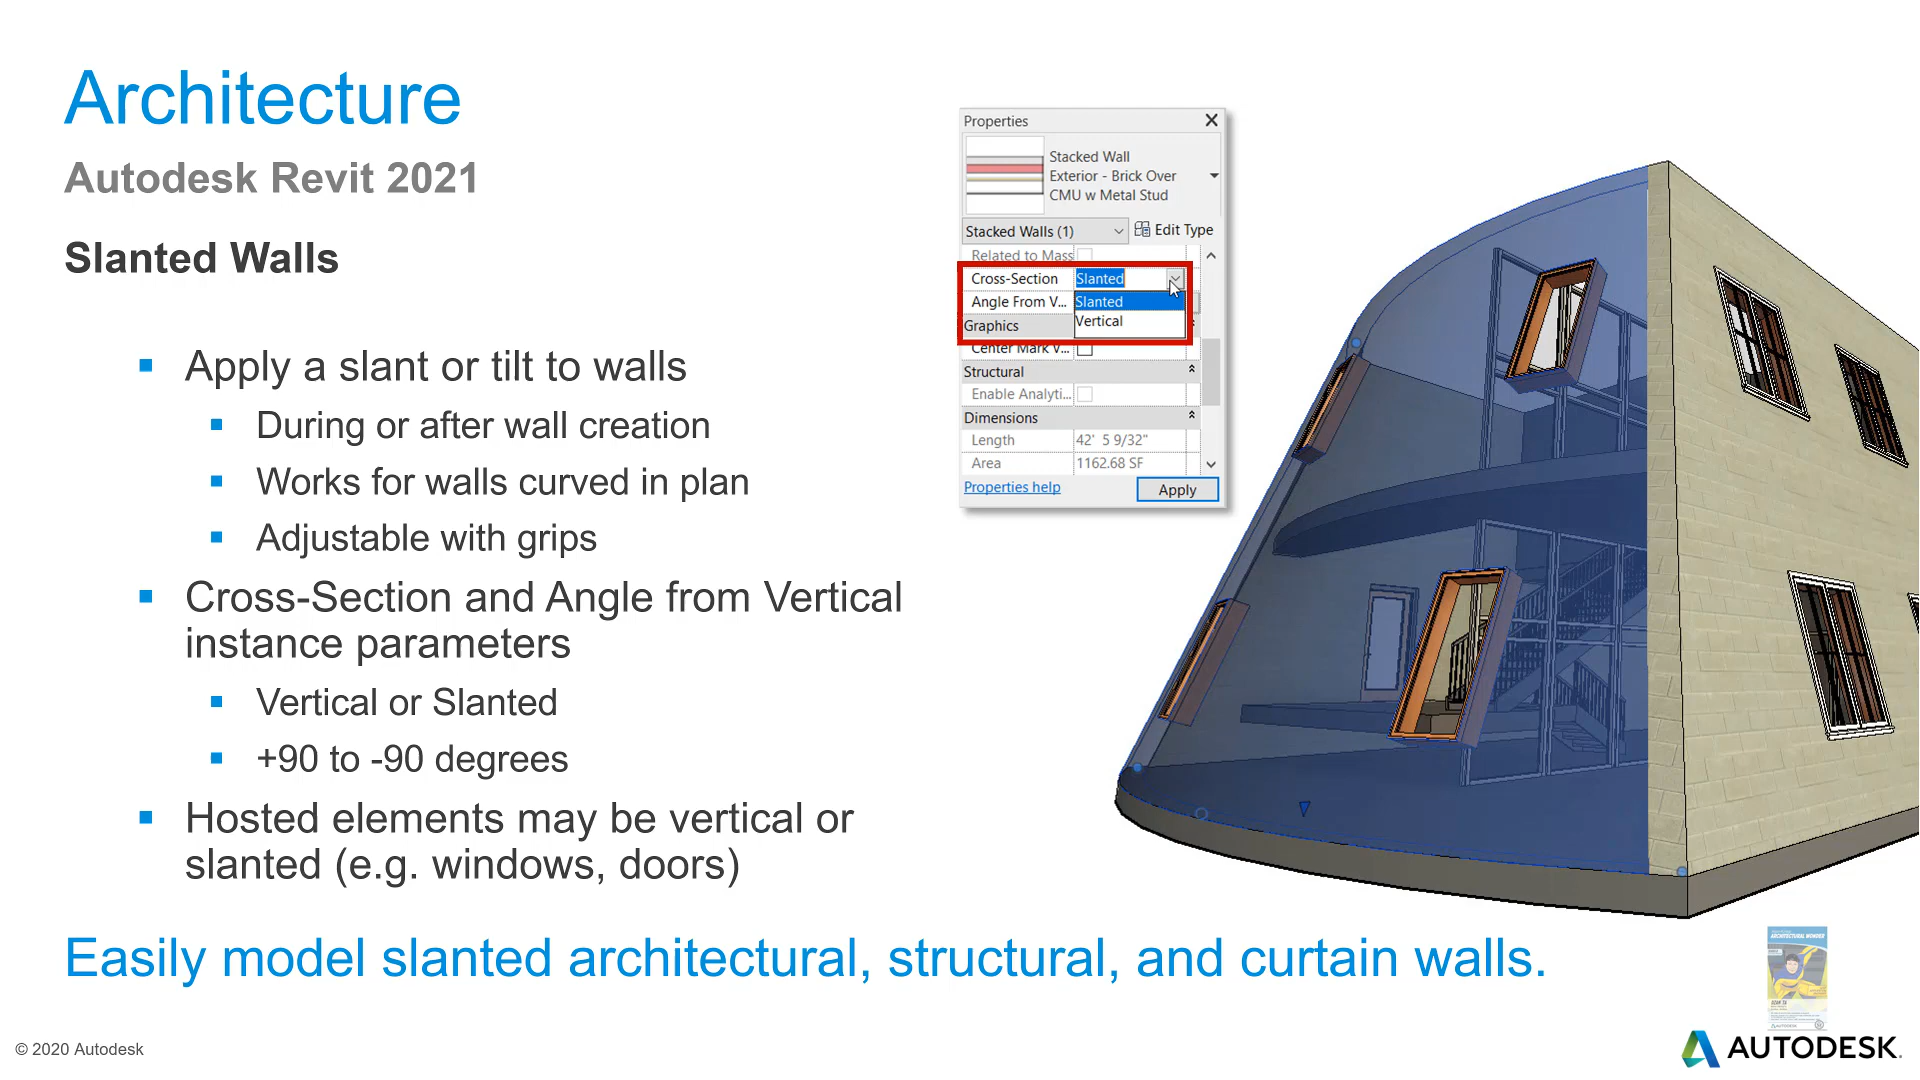 Architecture
Autodesk Revit 2021
Slanted Walls
Apply a slant or tilt to walls
During or after wall creation
Works for walls curved in plan
Adjustable with grips
Cross-Section and Angle from Vertical
instance parameters
Vertical or Slanted
+90 to -90 degrees
Hosted elements may be vertical or
slanted (e.g. windows, doors)
Easily model slanted architectural, structural, and curtain walls.
© 2020 Autodesk
Properties
Stacked Wall
Exterior - Brick Over
CMU w Metal Stud
Stacked Walls (1)
Edit Type
Related to Mass
Cross-Section
Slanted
Angle From V...
Slanted
Graphics
Vertical
Center Mark V...
Structural
Enable Analyti...
Dimensions
Length
42' 5 9/32"
Area
1162.68 SF
Properties help
Apply
ARCHITECTURAL WONDER
AUTODESK
AUTODESK.